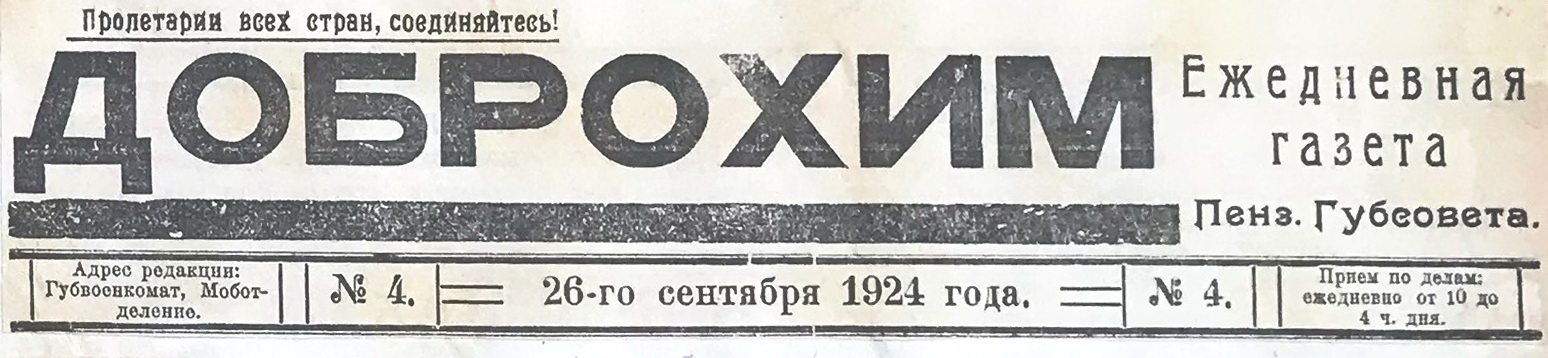 Пролетарии всех стран, соединяйтесь!
ДОБРОХИМ
Ежедневная
газета
Пенз. Губсовета.
Адрес редакции:
Губвоенкомат, Мобот-
деление.
№ 4.
26-го сентября 1924 года.
№ 4.
Прием по делам:
ежедневно от 10 до
4 ч. дня.